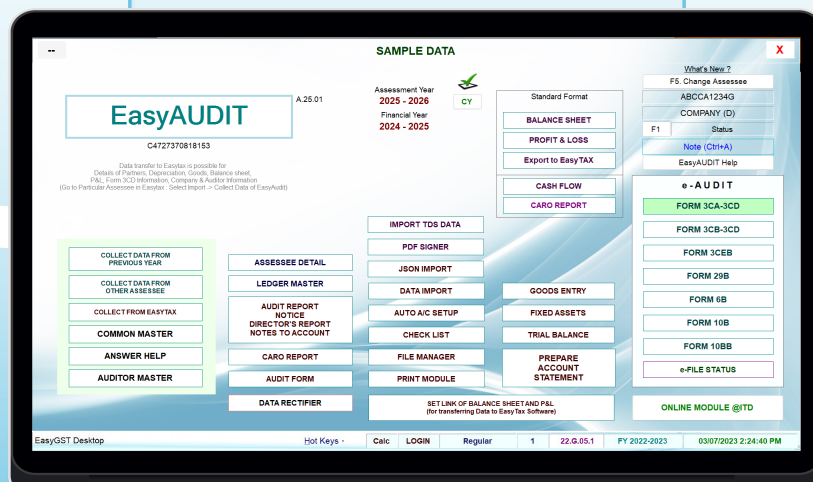 --
SAMPLE DATA
X
What's New ?
F5. Change Assessee
ABCCA1234G
COMPANY (D)
F1
Status
Note (Ctrl+A)
EasyAUDIT Help
EasyAUDIT
A.25.01
C4727370818153
Assessment Year
2025 - 2026
CY
Financial Year
2024 - 2025
Data transfer to Easytax is possible for
Details of Partners, Depreciation, Goods, Balance sheet,
P&L, Form 3CD Information, Company & Auditor Information
(Go to Particular Assessee in Easytax : Select Import -> Collect Data of EasyAudit)
Standard Format
BALANCE SHEET
PROFIT & LOSS
Export to EasyTAX
CASH FLOW
CARO REPORT
e - A U D I T
FORM 3CA-3CD
FORM 3CB-3CD
FORM 3CEB
FORM 29B
FORM 6B
FORM 10B
FORM 10BB
e-FILE STATUS
ONLINE MODULE @ITD
COLLECT DATA FROM
PREVIOUS YEAR
COLLECT DATA FROM
OTHER ASSESSEE
COLLECT FROM EASYTAX
COMMON MASTER
ANSWER HELP
AUDITOR MASTER
ASSESSEE DETAIL
LEDGER MASTER
AUDIT REPORT
NOTICE
DIRECTOR'S REPORT
NOTES TO ACCOUNT
CARO REPORT
AUDIT FORM
DATA RECTIFIER
IMPORT TDS DATA
PDF SIGNER
JSON IMPORT
DATA IMPORT
AUTO A/C SETUP
CHECK LIST
FILE MANAGER
PRINT MODULE
GOODS ENTRY
FIXED ASSETS
TRIAL BALANCE
PREPARE
ACCOUNT
STATEMENT
SET LINK OF BALANCE SHEET AND P&L
(for transferring Data to EasyTax Software)
EasyGST Desktop
Hot Keys -
Calc
LOGIN
Regular
1
22.G.05.1
FY 2022-2023
03/07/2023 2:24:40 PM